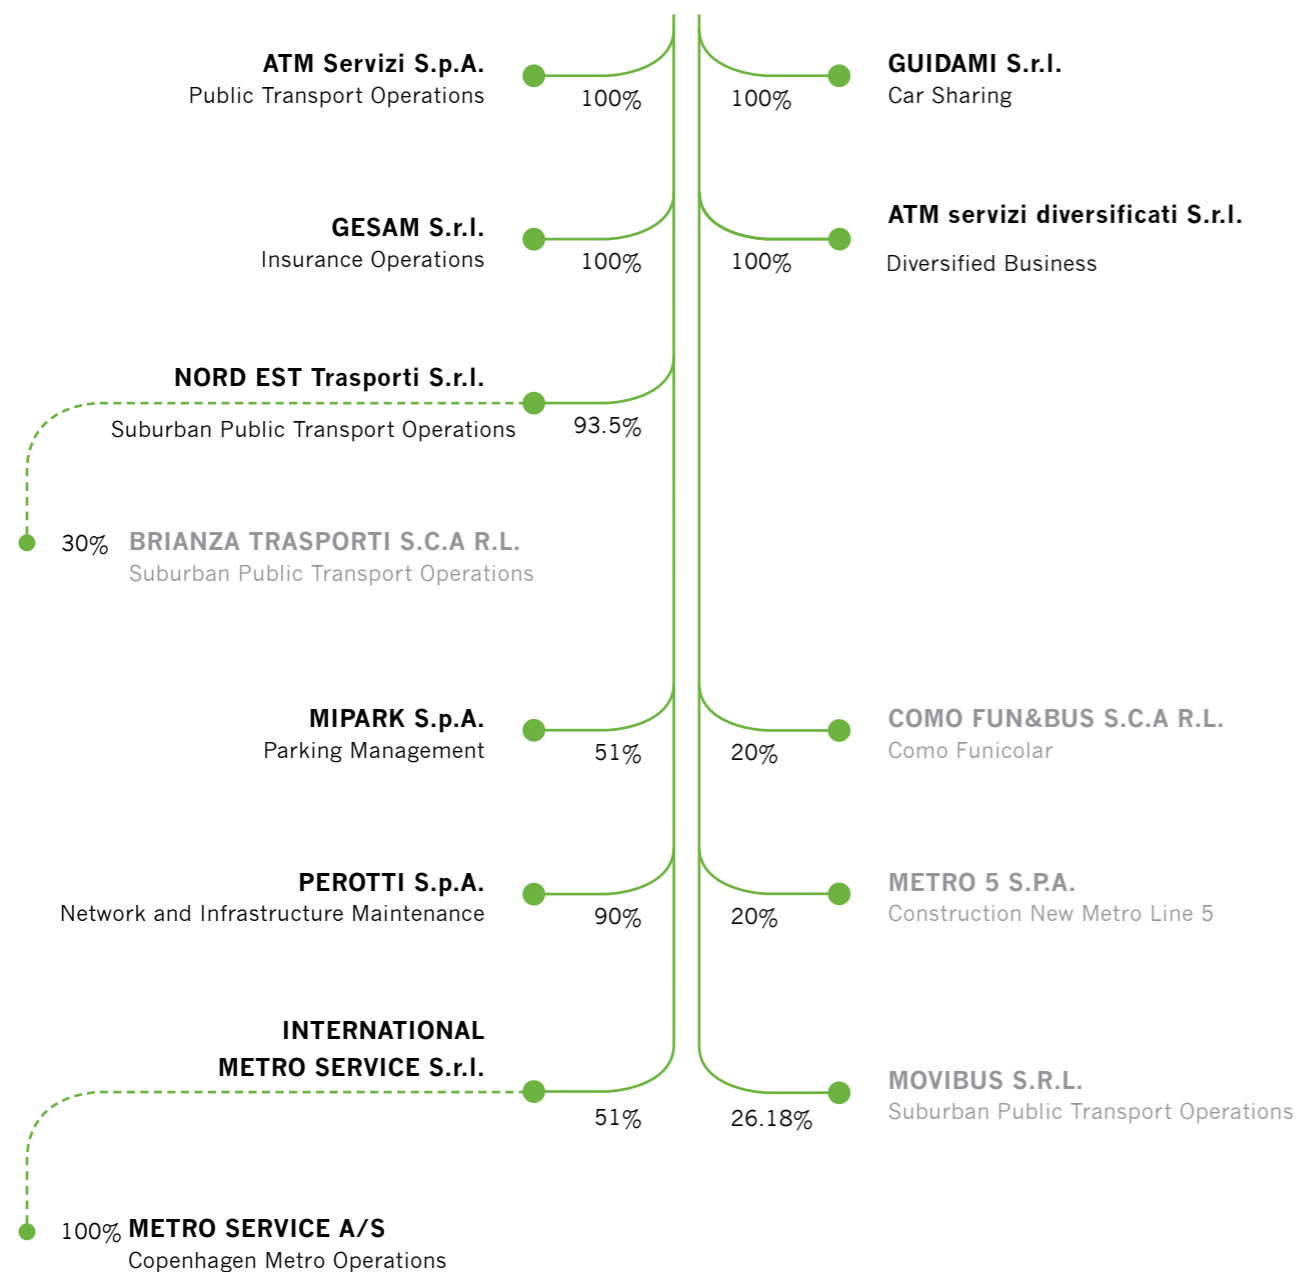 ATM Servizi S.p.A.
Public Transport Operations
100%
100%
GUIDAMI S.r.l.
Car Sharing
GESAM S.r.l.
Insurance Operations
100%
100%
ATM servizi diversificati S.r.l.
Diversified Business
NORD EST Trasporti S.r.l.
Suburban Public Transport Operations
93.5%
30%
BRIANZA TRASPORTI S.C.A R.L.
Suburban Public Transport Operations
MIPARK S.p.A.
Parking Management
51%
20%
COMO FUN&BUS S.C.A R.L.
Como Funicolar
PEROTTI S.p.A.
Network and Infrastructure Maintenance
90%
20%
METRO 5 S.P.A.
Construction New Metro Line 5
INTERNATIONAL
METRO SERVICE S.r.l.
51%
26.18%
MOVIBUS S.R.L.
Suburban Public Transport Operations
100%
METRO SERVICE A/S
Copenhagen Metro Operations